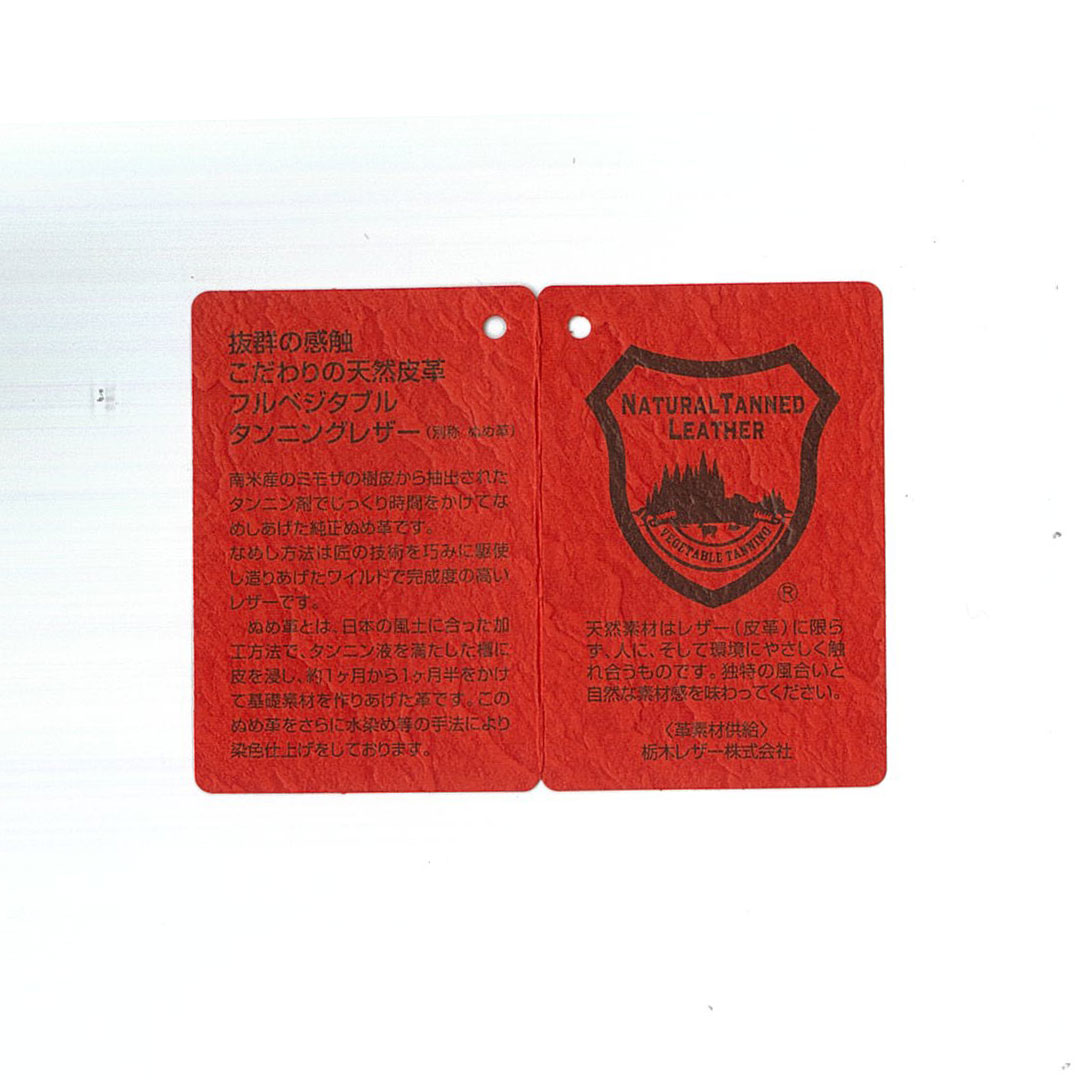 抜群の感触
こだわりの天然皮革
フルベジタブル
タンニングレザー(別称 ぬめ革)
南米産のミモザの樹皮から抽出された
タンニン剤でじっくり時間をかけてな
めしあげた純正ぬめ革です。
なめし方法は匠の技術を巧みに駆使
し造りあげたワイルドで完成度の高い
レザーです。
ぬめ革とは、日本の風土に合った加
工方法で、タンニン液を満たした槽に
皮を浸し、約1ヶ月から1ヶ月半をかけ
て基礎素材を作りあげた革です。この
ぬめ革をさらに水染め等の手法により
染色仕上げをしております。
NATURAL TANNED
LEATHER
VEGETABLE TANNING
®
天然素材はレザー(皮革)に限ら
ず、人に、そして環境にやさしく触
れ合うものです。独特の風合いと
自然な素材感を味わってください。
〈革素材供給〉
栃木レザー株式会社